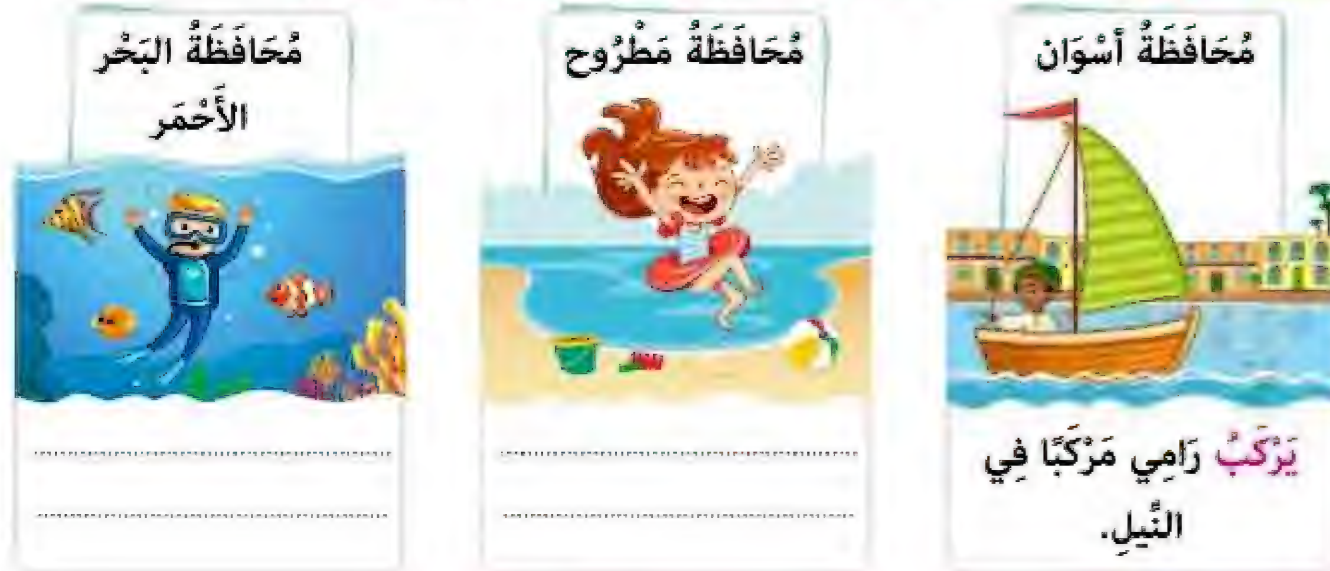 مُحَافَظَةُ أَسْوَان
يَرْكَبُ رَامِي مَرْكَبًا فِي
النِّيلِ.
مُحَافَظَةُ مَطْرُوح
مُحَافَظَةُ البَحْر
الأَحْمَر